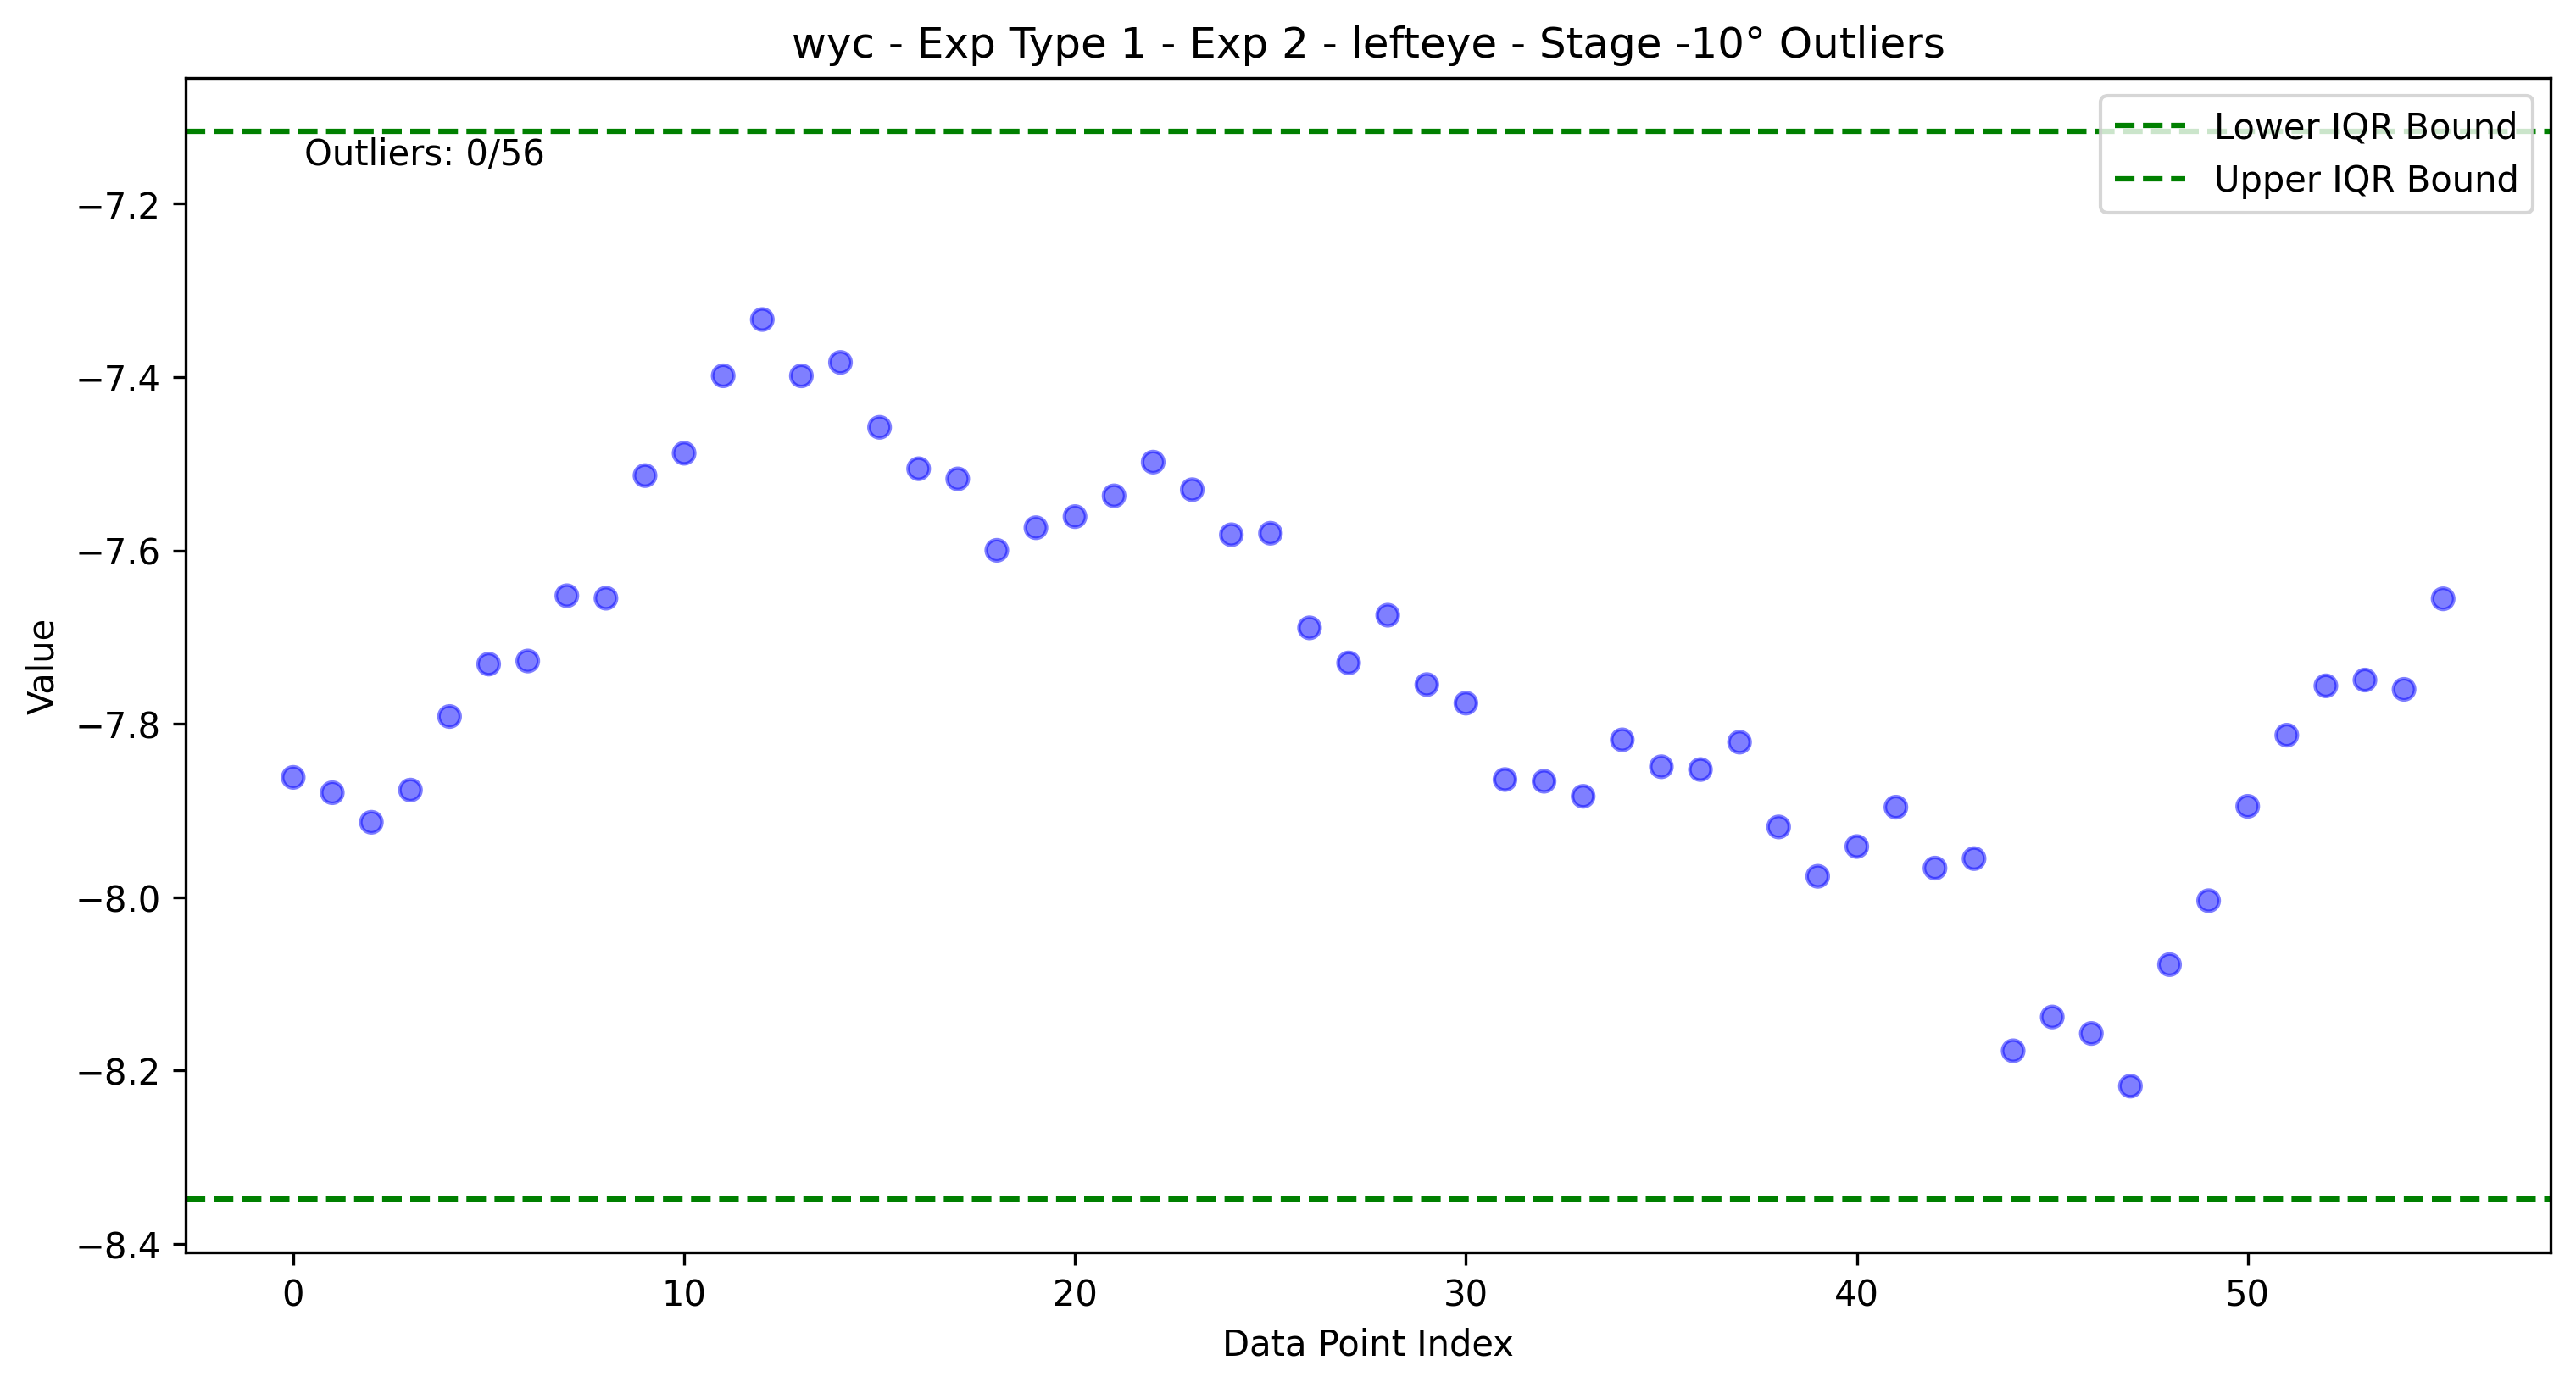 wyc - Exp Type 1 - Exp 2 - lefteye - Stage -10° Outliers
Lower IQR Bound
Upper IQR Bound
Outliers: 0/56
Value
−7.2
−7.4
−7.6
−7.8
−8.0
−8.2
−8.4
0 10 20 30 40 50
Data Point Index